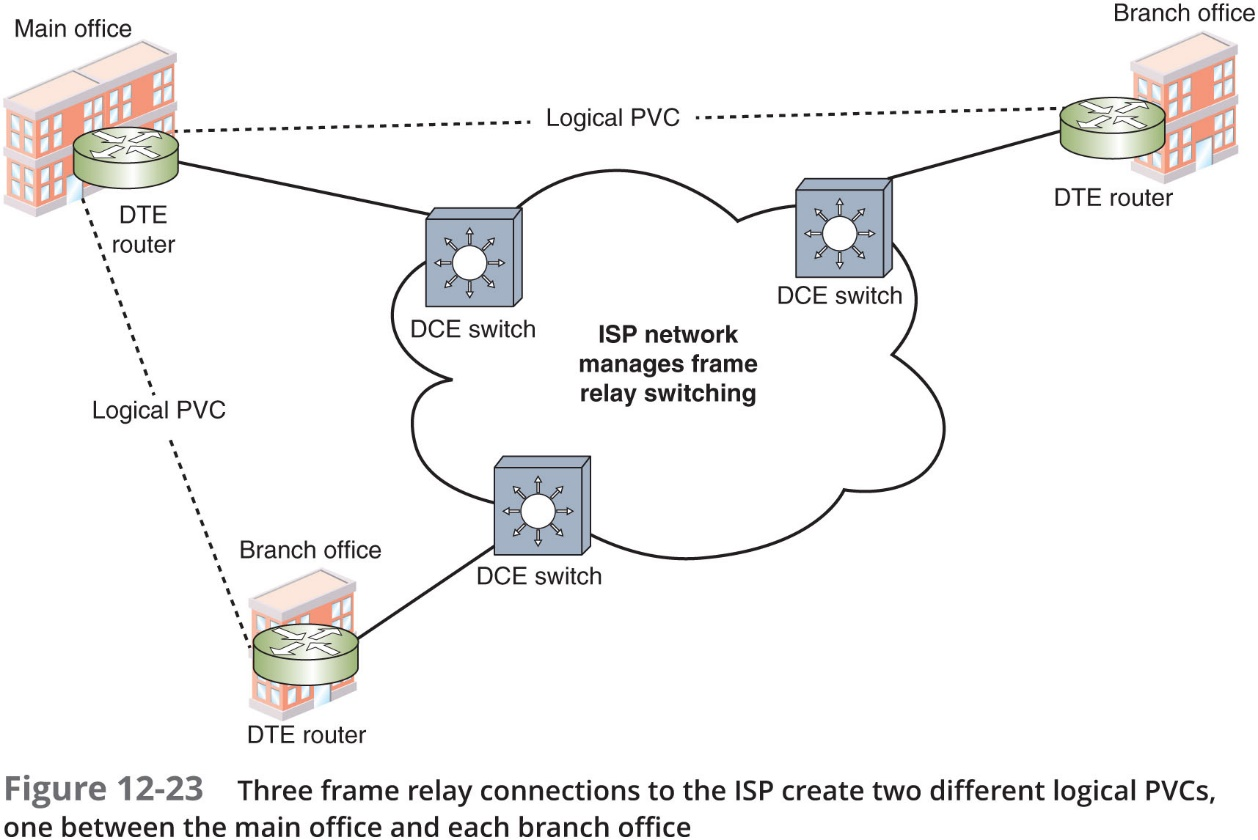 Main office
Branch office
Logical PVC
DTE
router
DTE router
DCE switch
DCE switch
ISP network
manages frame
relay switching
Logical PVC
Branch office
DCE switch
DTE router
Figure 12-23 Three frame relay connections to the ISP create two different logical PVCs,
one between the main office and each branch office